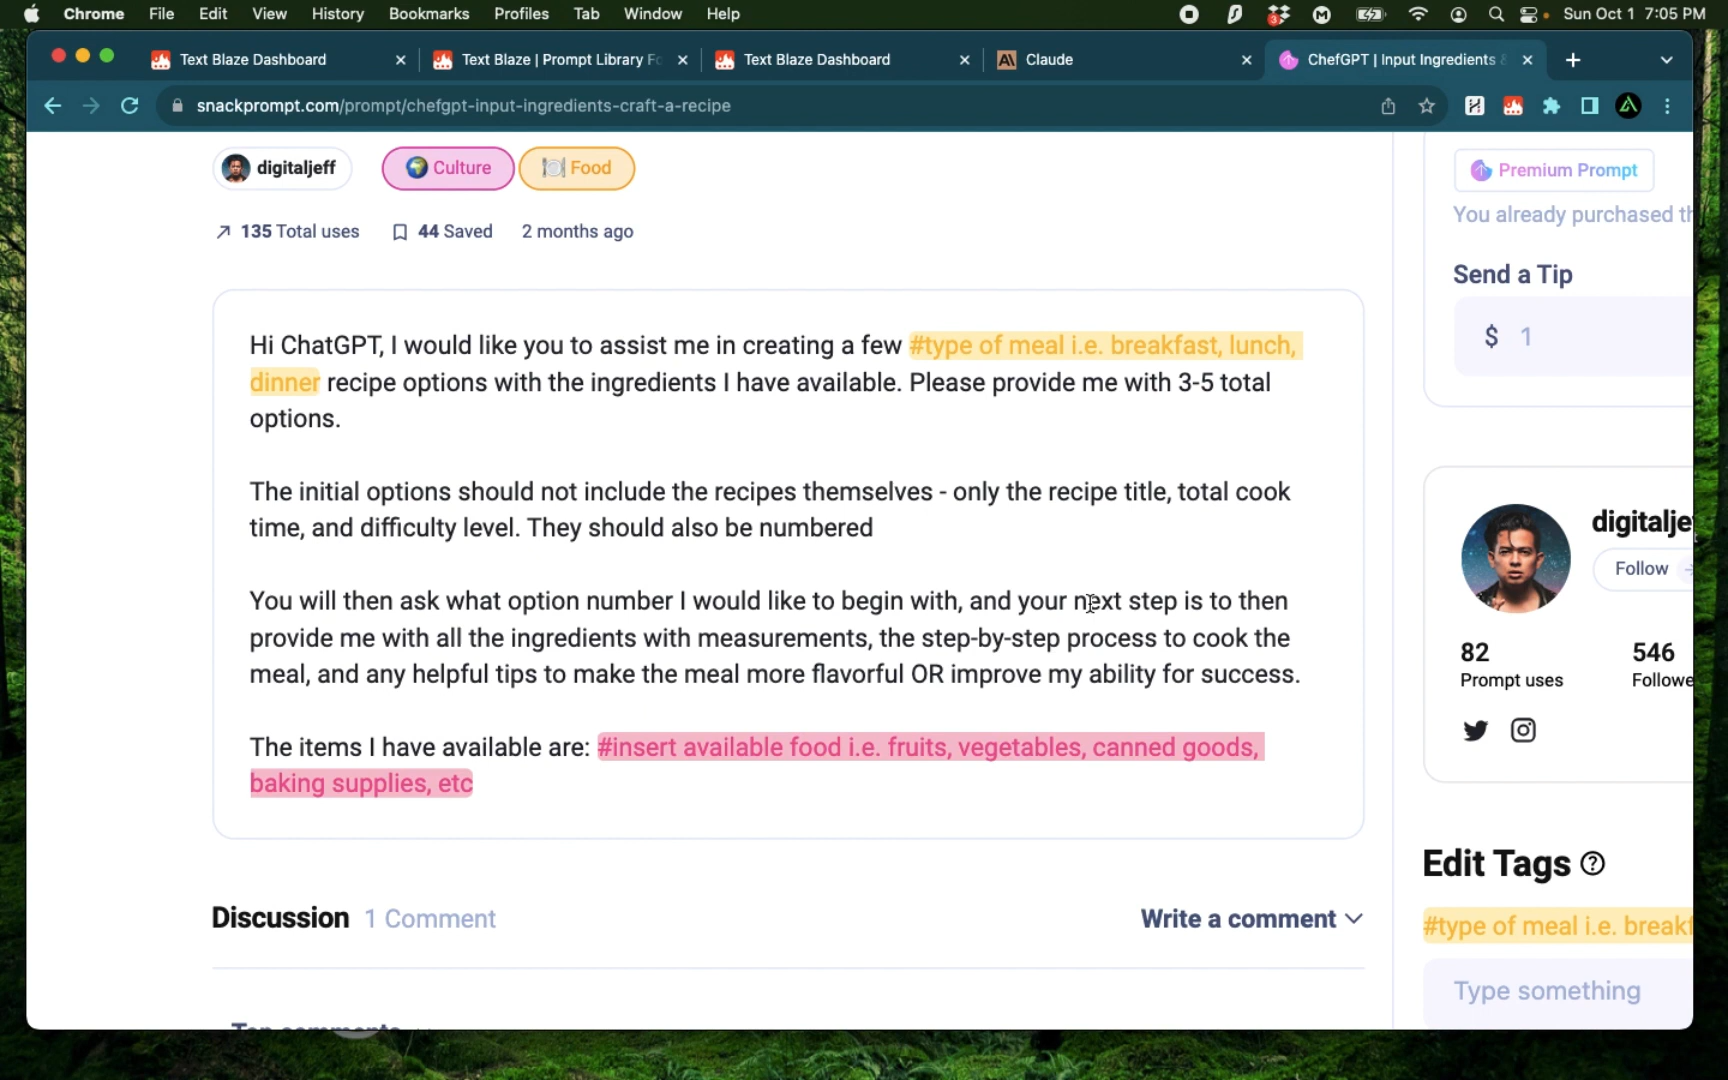 Chrome File Edit View History Bookmarks Profiles Tab Window Help
3
Sun Oct 1 7:05 PM
Text Blaze Dashboard
Text Blaze | Prompt Library Fo
Text Blaze Dashboard
Claude
ChefGPT | Input Ingredients &
snackprompt.com/prompt/chefgpt-input-ingredients-craft-a-recipe
digitaljeff
Culture
Food
135 Total uses
44 Saved
2 months ago
Hi ChatGPT, I would like you to assist me in creating a few #type of meal i.e. breakfast, lunch,
dinner recipe options with the ingredients I have available. Please provide me with 3-5 total
options.
The initial options should not include the recipes themselves - only the recipe title, total cook
time, and difficulty level. They should also be numbered
You will then ask what option number I would like to begin with, and your next step is to then
provide me with all the ingredients with measurements, the step-by-step process to cook the
meal, and any helpful tips to make the meal more flavorful OR improve my ability for success.
The items I have available are: #insert available food i.e. fruits, vegetables, canned goods,
baking supplies, etc
Discussion 1 Comment
Write a comment
Top comments
Premium Prompt
You already purchased th
Send a Tip
$ 1
digitalje
Follow
82
Prompt uses
546
Followe
Edit Tags ?
#type of meal i.e. breakf
Type something